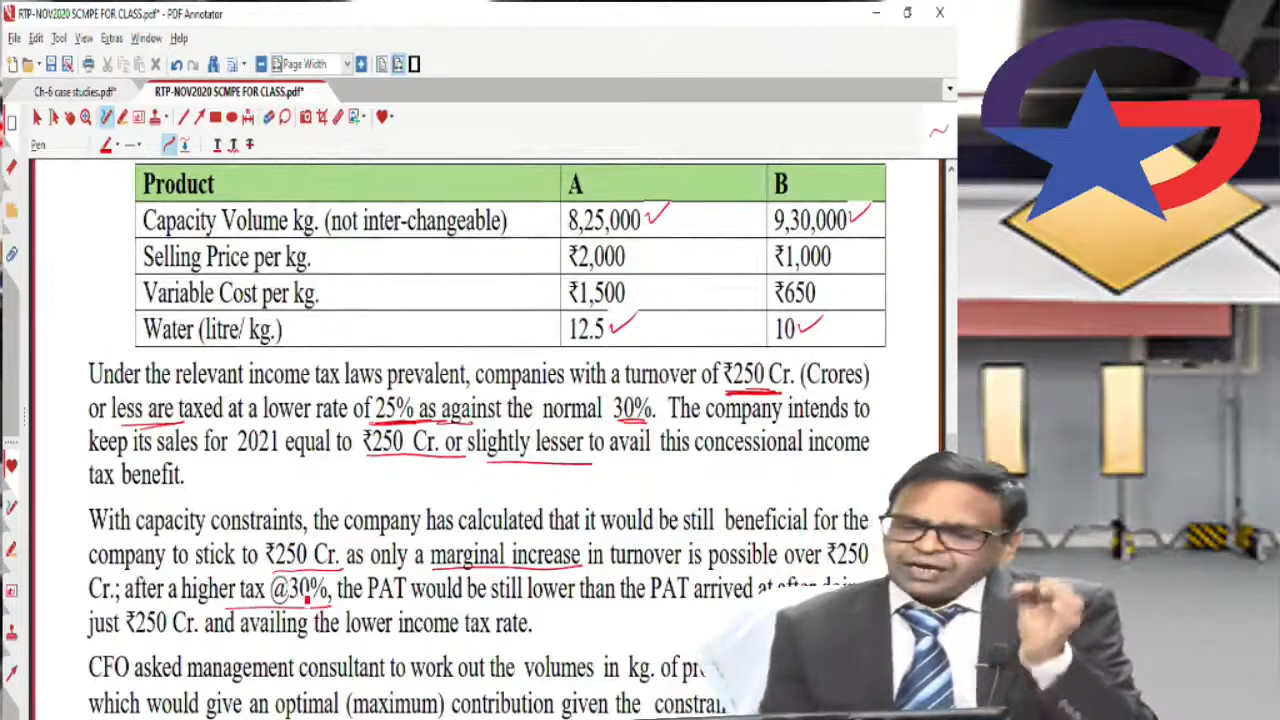 RTP-NOV2020 SCMPE FOR CLASS.pdf* - PDF Annotator
File Edit Tool View Extras Window Help
Page Width
Ch-6 case studies.pdf* RTP-NOV2020 SCMPE FOR CLASS.pdf*
Pen
Product A B
Capacity Volume kg. (not inter-changeable) 8,25,000 9,30,000
Selling Price per kg. ₹2,000 ₹1,000
Variable Cost per kg. ₹1,500 ₹650
Water (litre/ kg.) 12.5 10
Under the relevant income tax laws prevalent, companies with a turnover of ₹250 Cr. (Crores)
or less are taxed at a lower rate of 25% as against the normal 30%. The company intends to
keep its sales for 2021 equal to ₹250 Cr. or slightly lesser to avail this concessional income
tax benefit.
With capacity constraints, the company has calculated that it would be still beneficial for the
company to stick to ₹250 Cr. as only a marginal increase in turnover is possible over ₹250
Cr.; after a higher tax @30%, the PAT would be still lower than the PAT arrived at after
just ₹250 Cr. and availing the lower income tax rate.
CFO asked management consultant to work out the volumes in kg. of
which would give an optimal (maximum) contribution given the